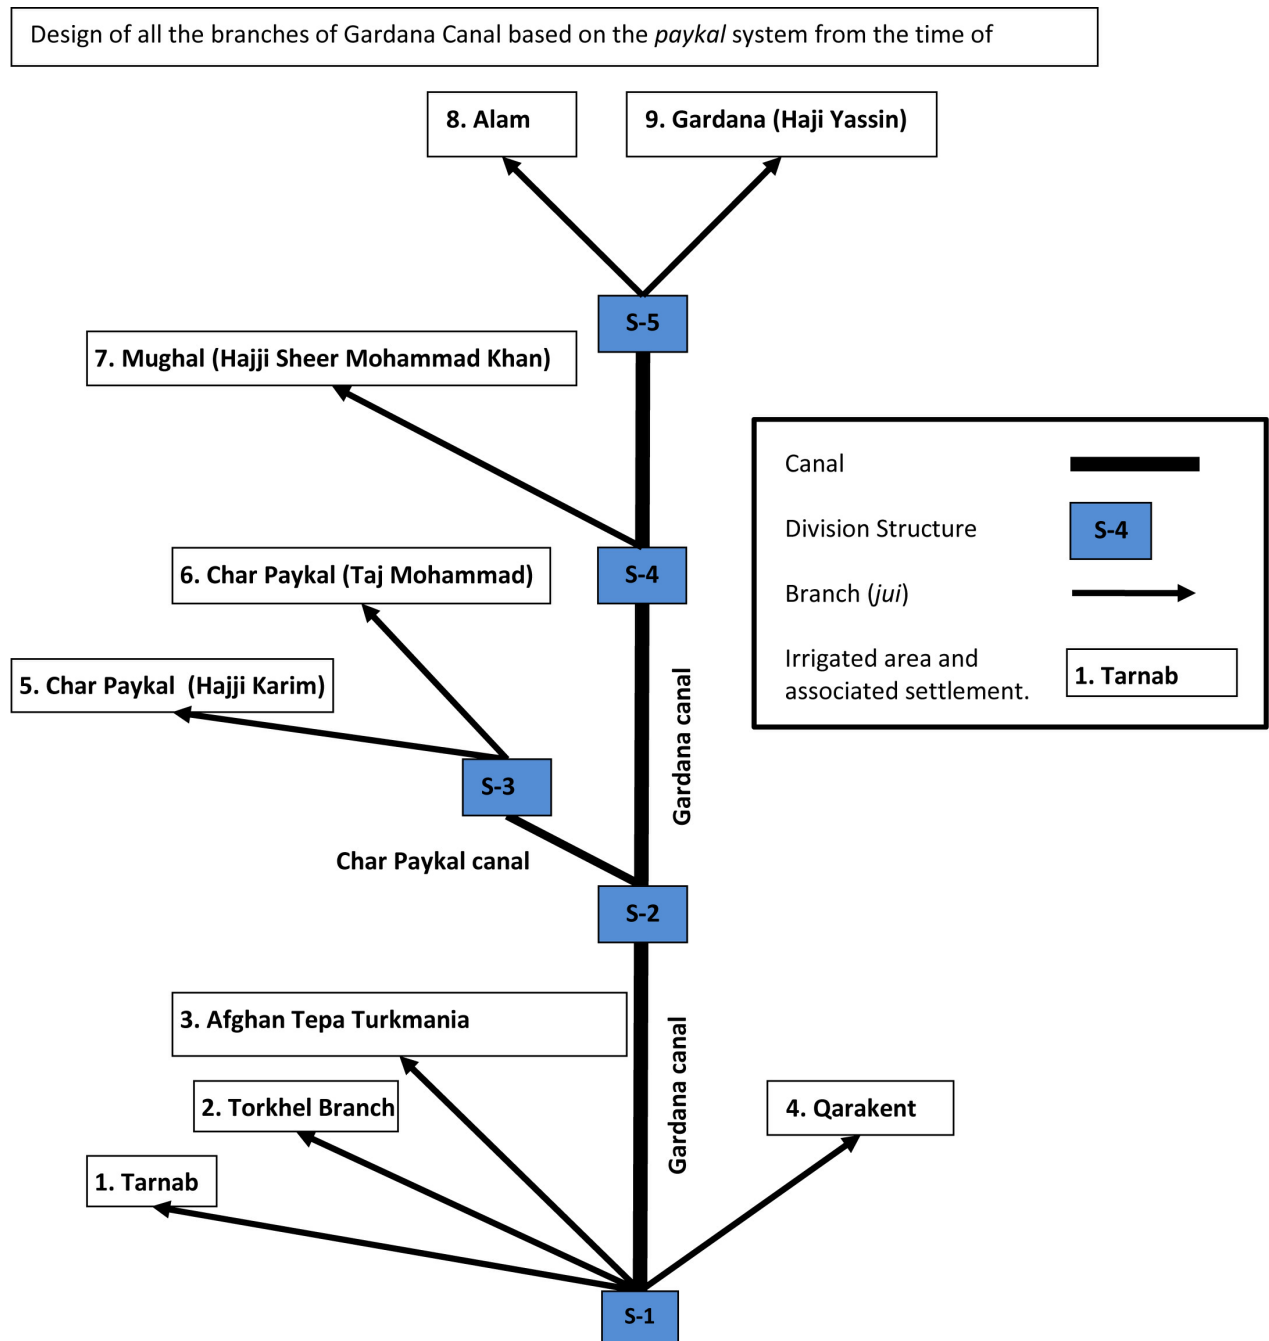 Design of all the branches of Gardana Canal based on the paykal system from the time of
8. Alam
9. Gardana (Haji Yassin)
S-5
7. Mughal (Hajji Sheer Mohammad Khan)
Canal
Division Structure
S-4
Branch (jui)
Irrigated area and
associated settlement.
1. Tarnab
S-4
6. Char Paykal (Taj Mohammad)
5. Char Paykal  (Hajji Karim)
Gardana canal
S-3
Char Paykal canal
S-2
3. Afghan Tepa Turkmania
Gardana canal
2. Torkhel Branch
4. Qarakent
1. Tarnab
S-1